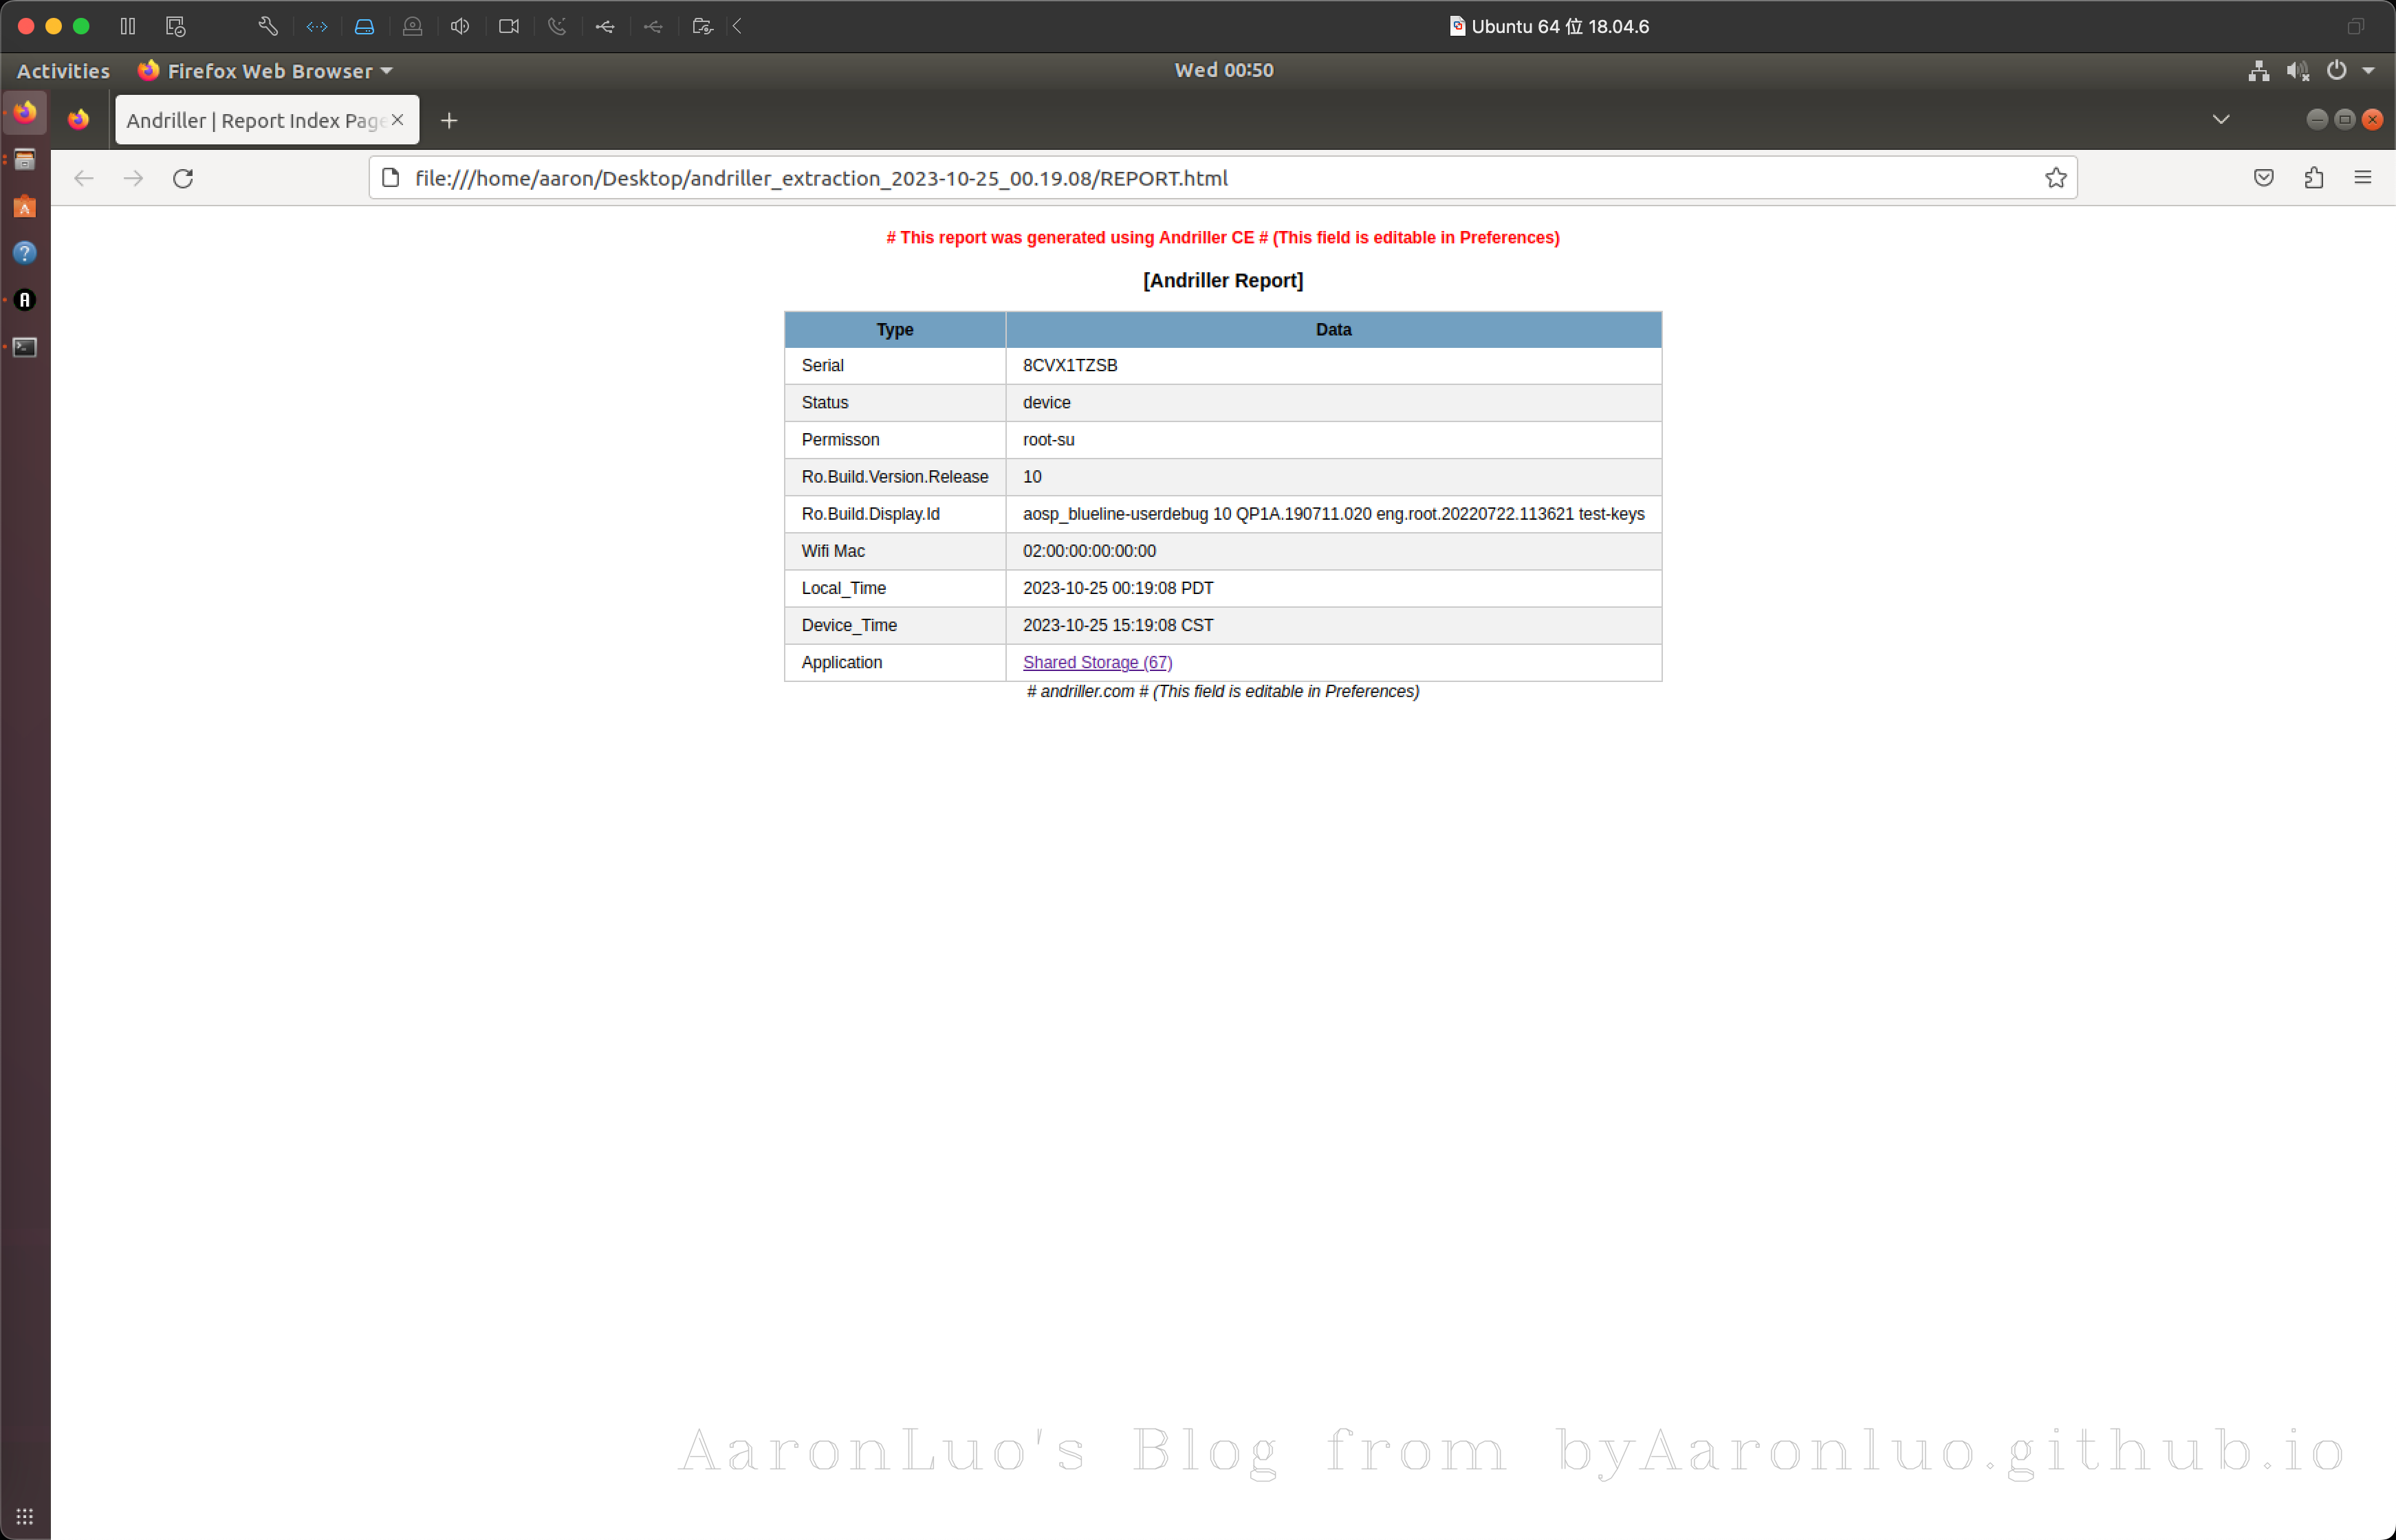 Ubuntu 64 位 18.04.6
Activities Firefox Web Browser Wed 00:50
Andriller | Report Index Page
file:///home/aaron/Desktop/andriller_extraction_2023-10-25_00.19.08/REPORT.html
# This report was generated using Andriller CE # (This field is editable in Preferences)
[Andriller Report]
Type Data
Serial 8CVX1TZSB
Status device
Permisson root-su
Ro.Build.Version.Release 10
Ro.Build.Display.Id aosp_blueline-userdebug 10 QP1A.190711.020 eng.root.20220722.113621 test-keys
Wifi Mac 02:00:00:00:00:00
Local_Time 2023-10-25 00:19:08 PDT
Device_Time 2023-10-25 15:19:08 CST
Application Shared Storage (67)
# andriller.com # (This field is editable in Preferences)
AaronLuo's Blog from byAaronluo.github.io